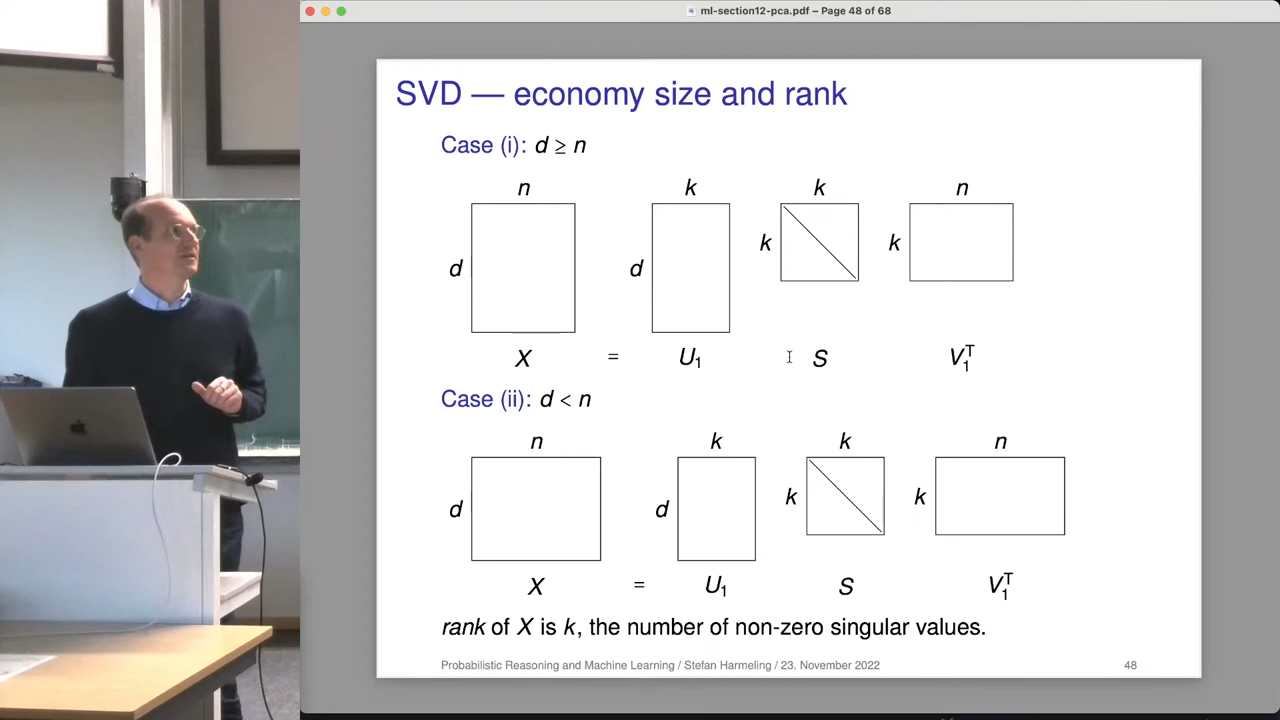 ml-section12-pca.pdf – Page 48 of 68
SVD — economy size and rank
Case (i): d ≥ n
n k k n
d d k k
X = U₁ S V₁ᵀ
Case (ii): d < n
n k k n
d d k k
X = U₁ S V₁ᵀ
rank of X is k, the number of non-zero singular values.
Probabilistic Reasoning and Machine Learning / Stefan Harmeling / 23. November 2022 48